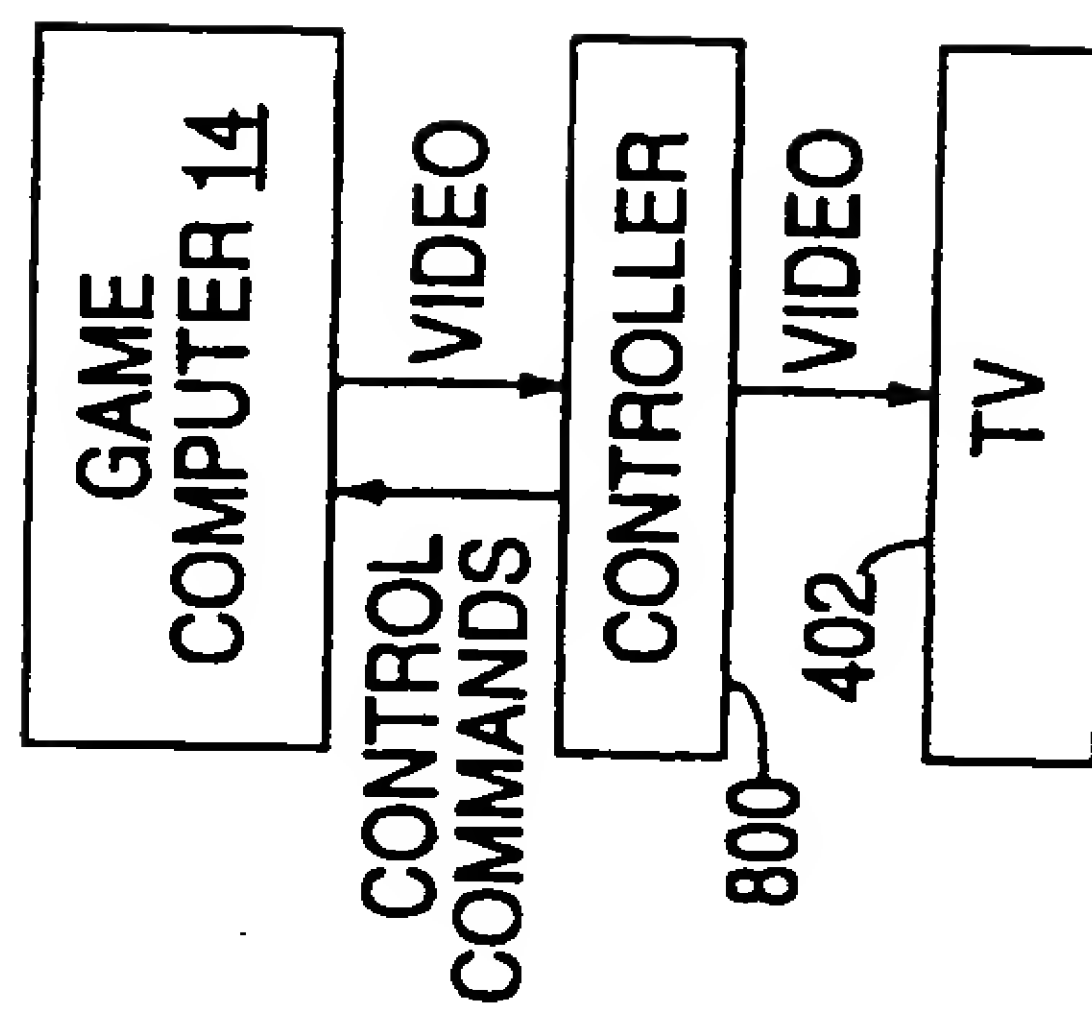 GAME
COMPUTER 14
VIDEO
CONTROL
COMMANDS
CONTROLLER
800
VIDEO
402
TV